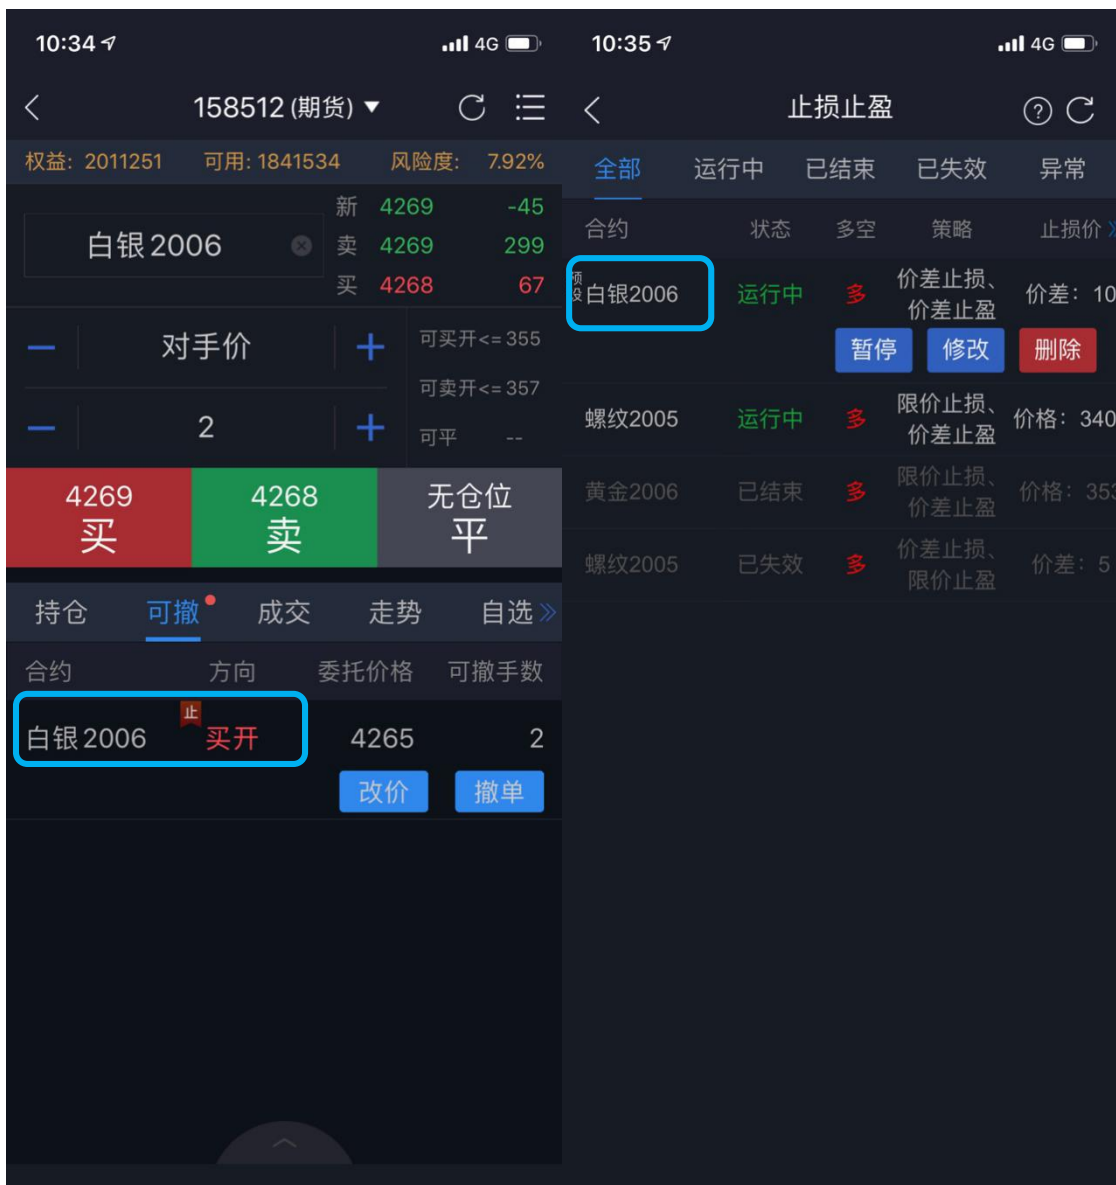 10:34
4G
158512 (期货)
权益: 2011251 可用: 1841534 风险度: 7.92%
白银 2006
新 4269 -45
卖 4269 299
买 4268 67
对手价
可买开<= 355
可卖开<= 357
2
可平 --
4269
买
4268
卖
无仓位
平
持仓 可撤 成交 走势 自选
合约 方向 委托价格 可撤手数
白银 2006 止 买开 4265 2
改价 撤单
10:35
4G
止损止盈
全部 运行中 已结束 已失效 异常
合约 状态 多空 策略 止损价
预设 白银2006 运行中 多 价差止损、
价差止盈 价差: 10
暂停 修改 删除
螺纹2005 运行中 多 限价止损、
价差止盈 价格: 340
黄金2006 已结束 多 限价止损、
价差止盈 价格: 353
螺纹2005 已失效 多 价差止损、
限价止盈 价差: 5